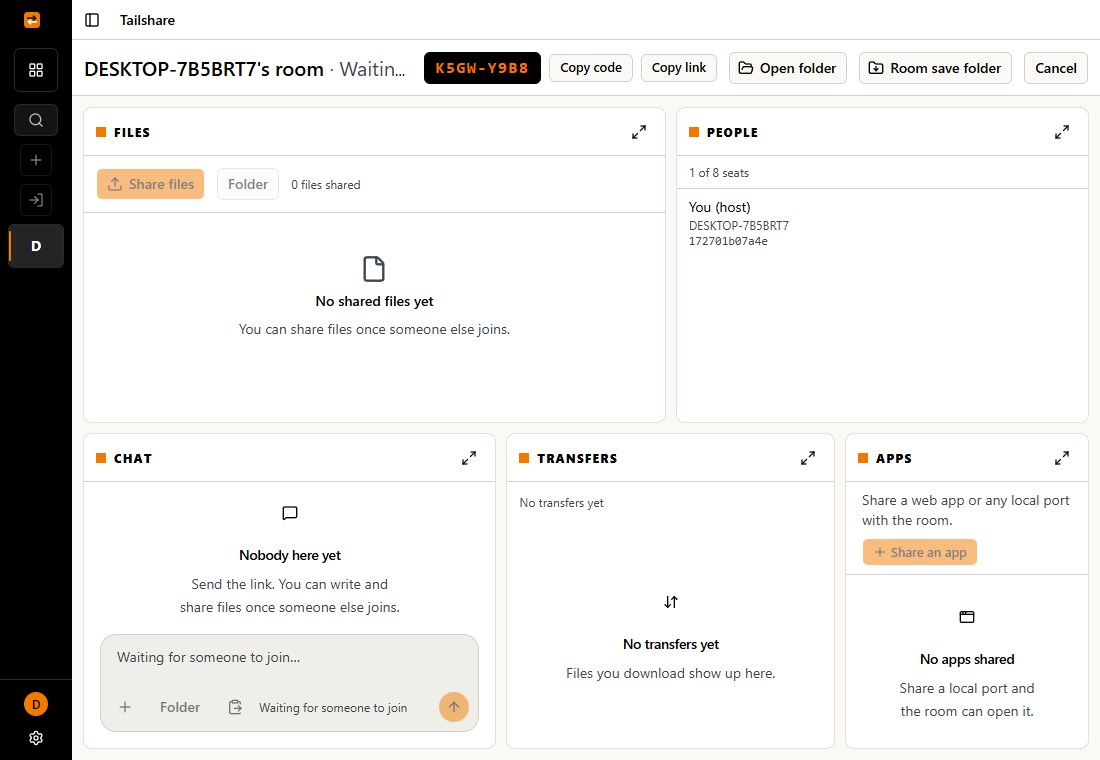 Tailshare
DESKTOP-7B5BRT7's room · Waitin...
K5GW-Y9B8
Copy code
Copy link
Open folder
Room save folder
Cancel
D
FILES
Share files
Folder
0 files shared
No shared files yet
You can share files once someone else joins.
PEOPLE
1 of 8 seats
You (host)
DESKTOP-7B5BRT7
172701b07a4e
CHAT
Nobody here yet
Send the link. You can write and
share files once someone else joins.
Waiting for someone to join...
Folder
Waiting for someone to join
TRANSFERS
No transfers yet
No transfers yet
Files you download show up here.
APPS
Share a web app or any local port
with the room.
Share an app
No apps shared
Share a local port and
the room can open it.
D